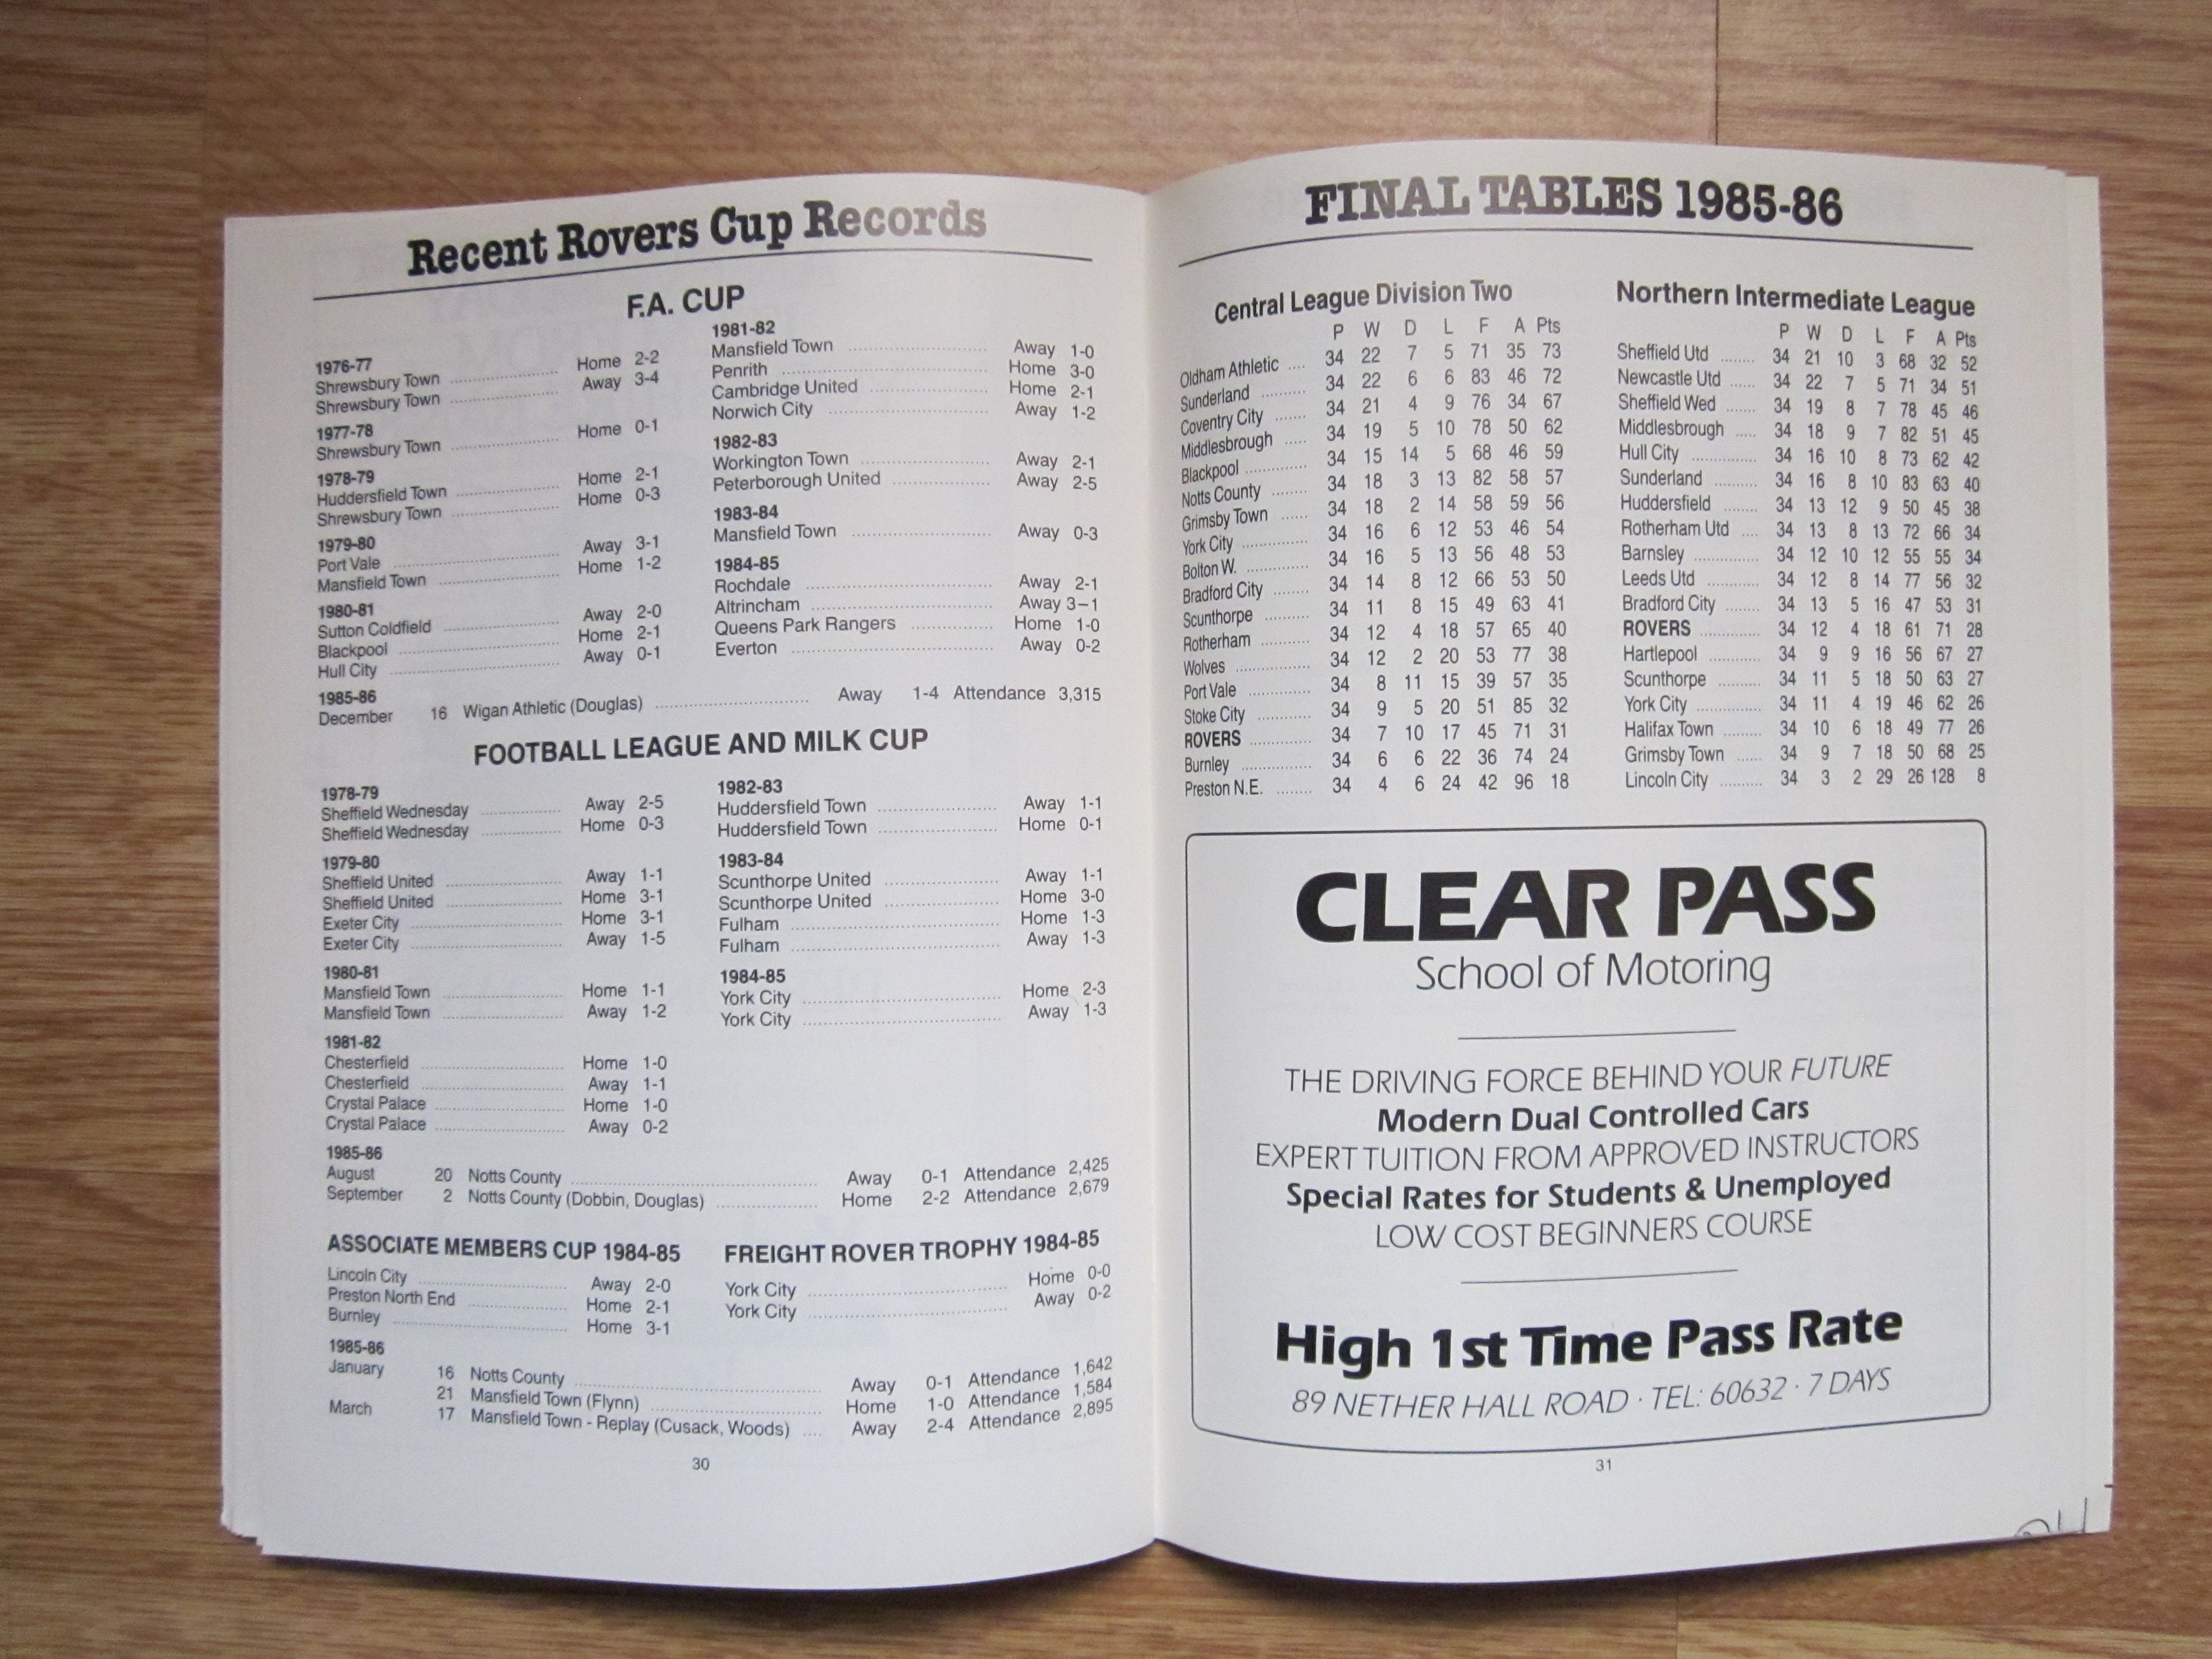 Recent Rovers Cup Records
F.A. CUP
1976-77
Shrewsbury Town ........ Home 2-2
Shrewsbury Town ........ Away 3-4
1977-78
Shrewsbury Town ........ Home 0-1
1978-79
Huddersfield Town ........ Home 2-1
Shrewsbury Town ........ Home 0-3
1979-80
Port Vale ........ Away 3-1
Mansfield Town ........ Home 1-2
1980-81
Sutton Coldfield ........ Away 2-0
Blackpool ........ Home 2-1
Hull City ........ Away 0-1
1981-82
Mansfield Town ........ Away 1-0
Penrith ........ Home 3-0
Cambridge United ........ Home 2-1
Norwich City ........ Away 1-2
1982-83
Workington Town ........ Away 2-1
Peterborough United ........ Away 2-5
1983-84
Mansfield Town ........ Away 0-3
1984-85
Rochdale ........ Away 2-1
Altrincham ........ Away 3–1
Queens Park Rangers ........ Home 1-0
Everton ........ Away 0-2
1985-86
December 16 Wigan Athletic (Douglas) ........ Away 1-4 Attendance 3,315
FOOTBALL LEAGUE AND MILK CUP
1978-79
Sheffield Wednesday ........ Away 2-5
Sheffield Wednesday ........ Home 0-3
1979-80
Sheffield United ........ Away 1-1
Sheffield United ........ Home 3-1
Exeter City ........ Home 3-1
Exeter City ........ Away 1-5
1980-81
Mansfield Town ........ Home 1-1
Mansfield Town ........ Away 1-2
1981-82
Chesterfield ........ Home 1-0
Chesterfield ........ Away 1-1
Crystal Palace ........ Home 1-0
Crystal Palace ........ Away 0-2
1982-83
Huddersfield Town ........ Away 1-1
Huddersfield Town ........ Home 0-1
1983-84
Scunthorpe United ........ Away 1-1
Scunthorpe United ........ Home 3-0
Fulham ........ Home 1-3
Fulham ........ Away 1-3
1984-85
York City ........ Home 2-3
York City ........ Away 1-3
1985-86
August 20 Notts County ........ Away 0-1 Attendance 2,425
September 2 Notts County (Dobbin, Douglas) ........ Home 2-2 Attendance 2,679
ASSOCIATE MEMBERS CUP 1984-85
Lincoln City ........ Away 2-0
Preston North End ........ Home 2-1
Burnley ........ Home 3-1
FREIGHT ROVER TROPHY 1984-85
York City ........ Home 0-0
York City ........ Away 0-2
1985-86
January 16 Notts County ........ Away 0-1 Attendance 1,642
21 Mansfield Town (Flynn) ........ Home 1-0 Attendance 1,584
March 17 Mansfield Town - Replay (Cusack, Woods) .... Away 2-4 Attendance 2,895
30
FINAL TABLES 1985-86
Central League Division Two
P W D L F A Pts
Oldham Athletic .... 34 22 7 5 71 35 73
Sunderland ........ 34 22 6 6 83 46 72
Coventry City ....... 34 21 4 9 76 34 67
Middlesbrough ..... 34 19 5 10 78 50 62
Blackpool ........ 34 15 14 5 68 46 59
Notts County ........ 34 18 3 13 82 58 57
Grimsby Town ...... 34 18 2 14 58 59 56
York City ........ 34 16 6 12 53 46 54
Bolton W. ........ 34 16 5 13 56 48 53
Bradford City ........ 34 14 8 12 66 53 50
Scunthorpe ........ 34 11 8 15 49 63 41
Rotherham ........ 34 12 4 18 57 65 40
Wolves ........ 34 12 2 20 53 77 38
Port Vale ........ 34 8 11 15 39 57 35
Stoke City ........ 34 9 5 20 51 85 32
ROVERS ........ 34 7 10 17 45 71 31
Burnley ........ 34 6 6 22 36 74 24
Preston N.E. ........ 34 4 6 24 42 96 18
Northern Intermediate League
P W D L F A Pts
Sheffield Utd ........ 34 21 10 3 68 32 52
Newcastle Utd ...... 34 22 7 5 71 34 51
Sheffield Wed ....... 34 19 8 7 78 45 46
Middlesbrough ..... 34 18 9 7 82 51 45
Hull City ........ 34 16 10 8 73 62 42
Sunderland ........ 34 16 8 10 83 63 40
Huddersfield ........ 34 13 12 9 50 45 38
Rotherham Utd .... 34 13 8 13 72 66 34
Barnsley ........ 34 12 10 12 55 55 34
Leeds Utd ........ 34 12 8 14 77 56 32
Bradford City ........ 34 13 5 16 47 53 31
ROVERS ........ 34 12 4 18 61 71 28
Hartlepool ........ 34 9 9 16 56 67 27
Scunthorpe ........ 34 11 5 18 50 63 27
York City ........ 34 11 4 19 46 62 26
Halifax Town ........ 34 10 6 18 49 77 26
Grimsby Town ...... 34 9 7 18 50 68 25
Lincoln City ........ 34 3 2 29 26 128 8
CLEAR PASS
School of Motoring
THE DRIVING FORCE BEHIND YOUR FUTURE
Modern Dual Controlled Cars
EXPERT TUITION FROM APPROVED INSTRUCTORS
Special Rates for Students & Unemployed
LOW COST BEGINNERS COURSE
High 1st Time Pass Rate
89 NETHER HALL ROAD · TEL: 60632 · 7 DAYS
31